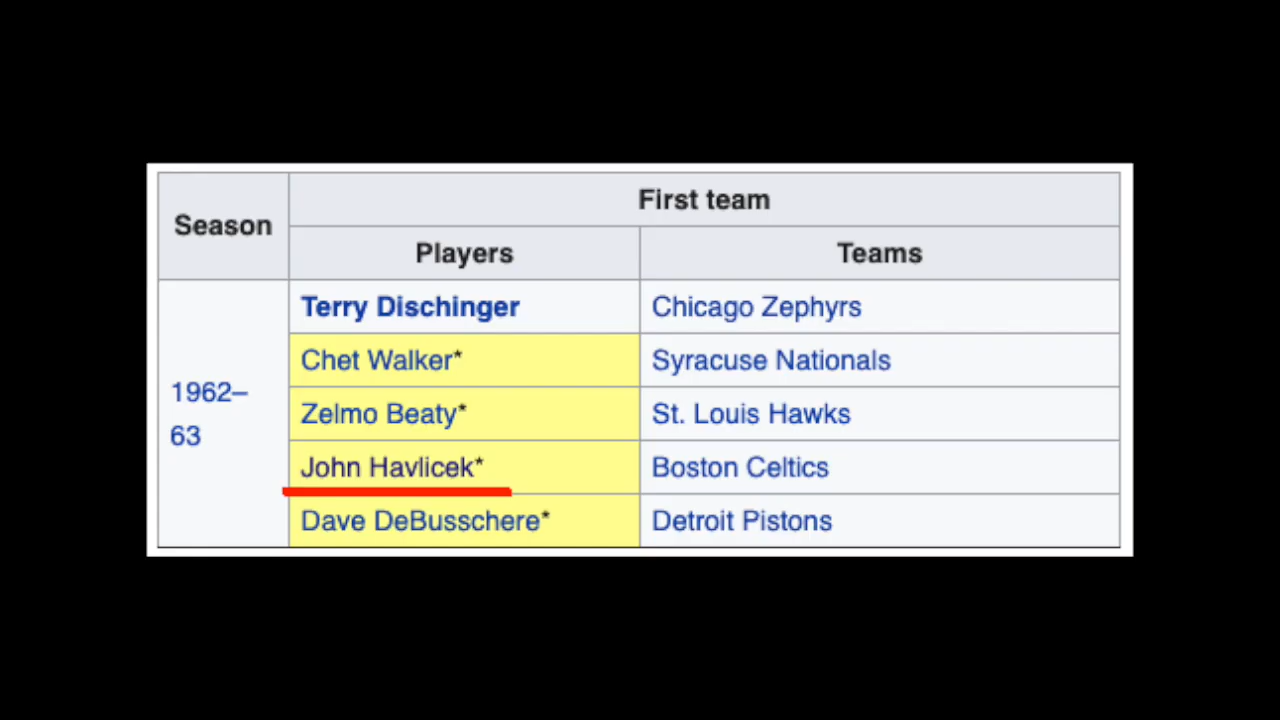 Season
First team
Players
Teams
1962–
63
Terry Dischinger
Chicago Zephyrs
Chet Walker*
Syracuse Nationals
Zelmo Beaty*
St. Louis Hawks
John Havlicek*
Boston Celtics
Dave DeBusschere*
Detroit Pistons